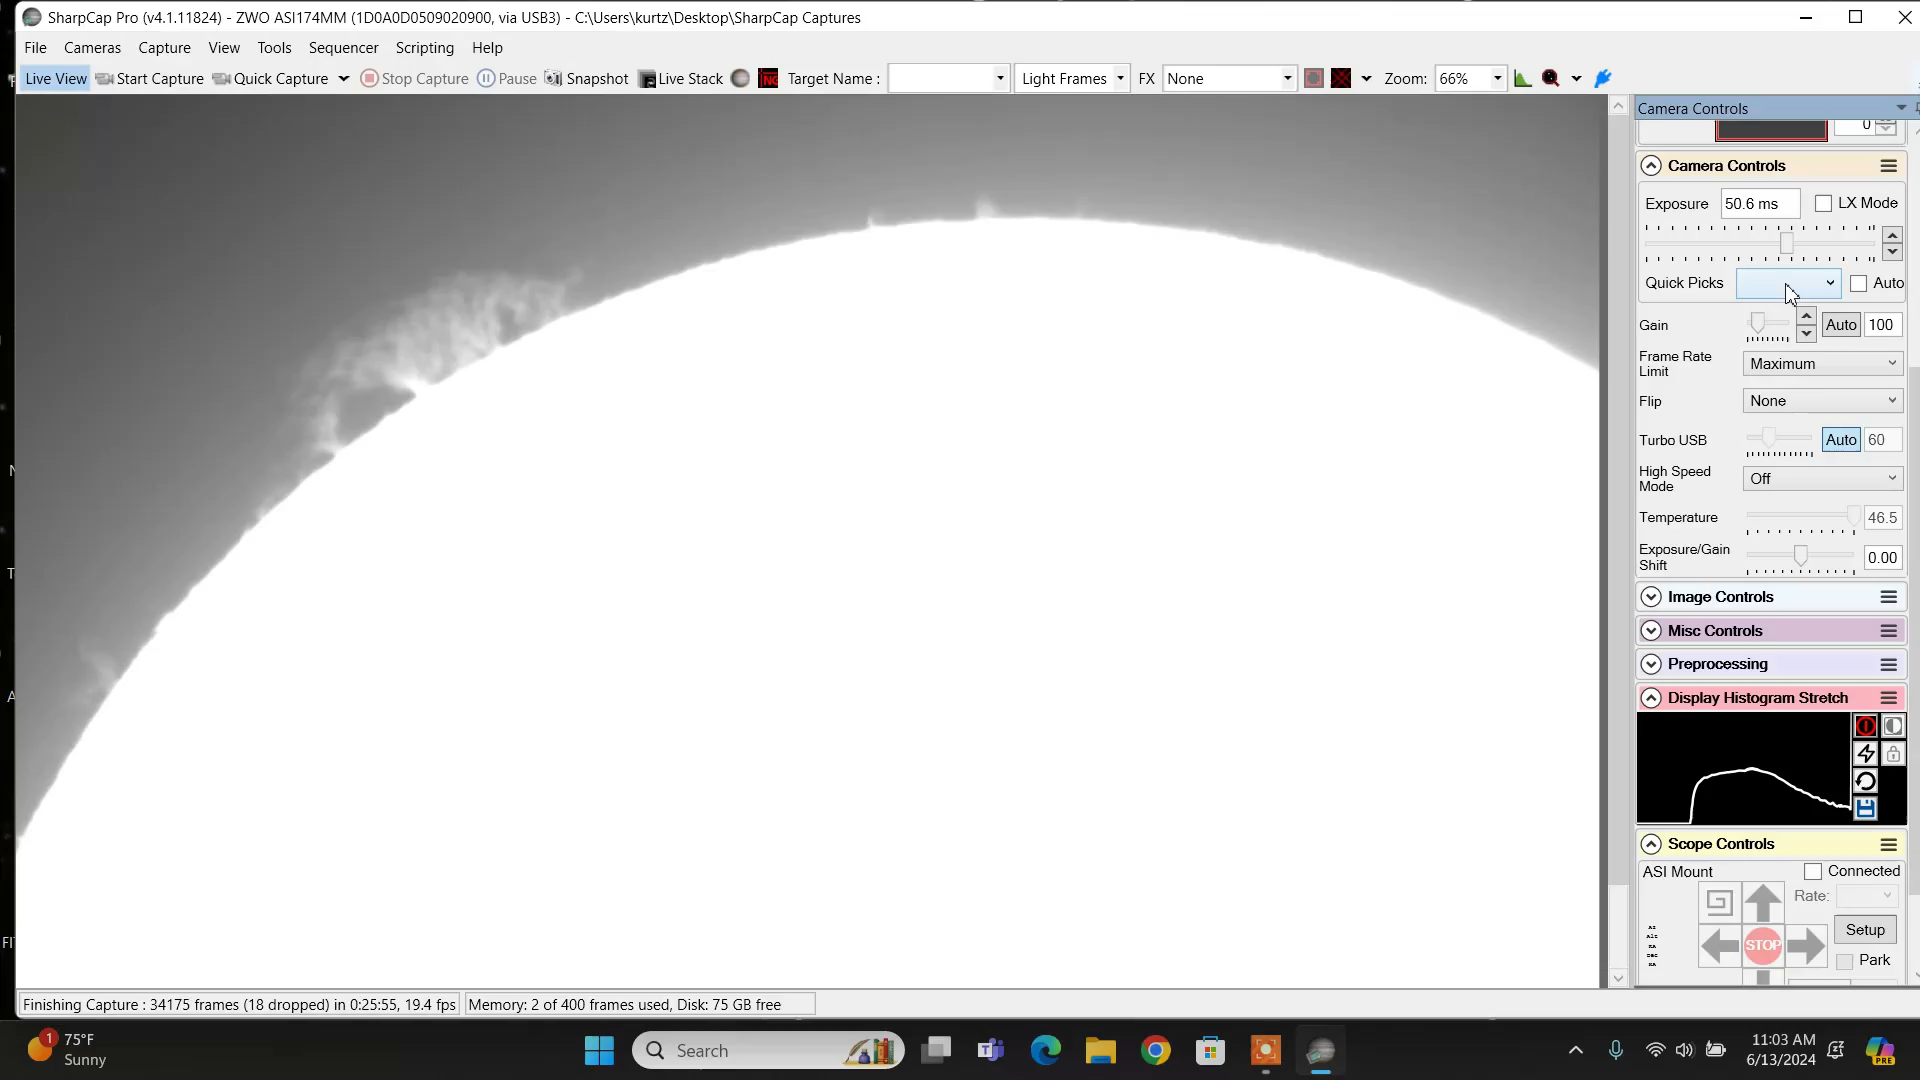 SharpCap Pro (v4.1.11824) - ZWO ASI174MM (1D0A0D0509020900, via USB3) - C:\Users\kurtz\Desktop\SharpCap Captures
File Cameras Capture View Tools Sequencer Scripting Help
Live View Start Capture Quick Capture Stop Capture Pause Snapshot Live Stack Target Name : Light Frames FX None Zoom: 66%
Camera Controls
0
Camera Controls
Exposure 50.6 ms LX Mode
Quick Picks Auto
Gain Auto 100
Frame Rate
Limit
Maximum
Flip None
Turbo USB Auto 60
High Speed
Mode
Off
Temperature 46.5
Exposure/Gain
Shift
0.00
Image Controls
Misc Controls
Preprocessing
Display Histogram Stretch
Scope Controls
ASI Mount Connected
Rate:
Setup
STOP
Park
Finishing Capture : 34175 frames (18 dropped) in 0:25:55, 19.4 fps Memory: 2 of 400 frames used, Disk: 75 GB free
1
75°F
Sunny
Search
11:03 AM
6/13/2024
PRE